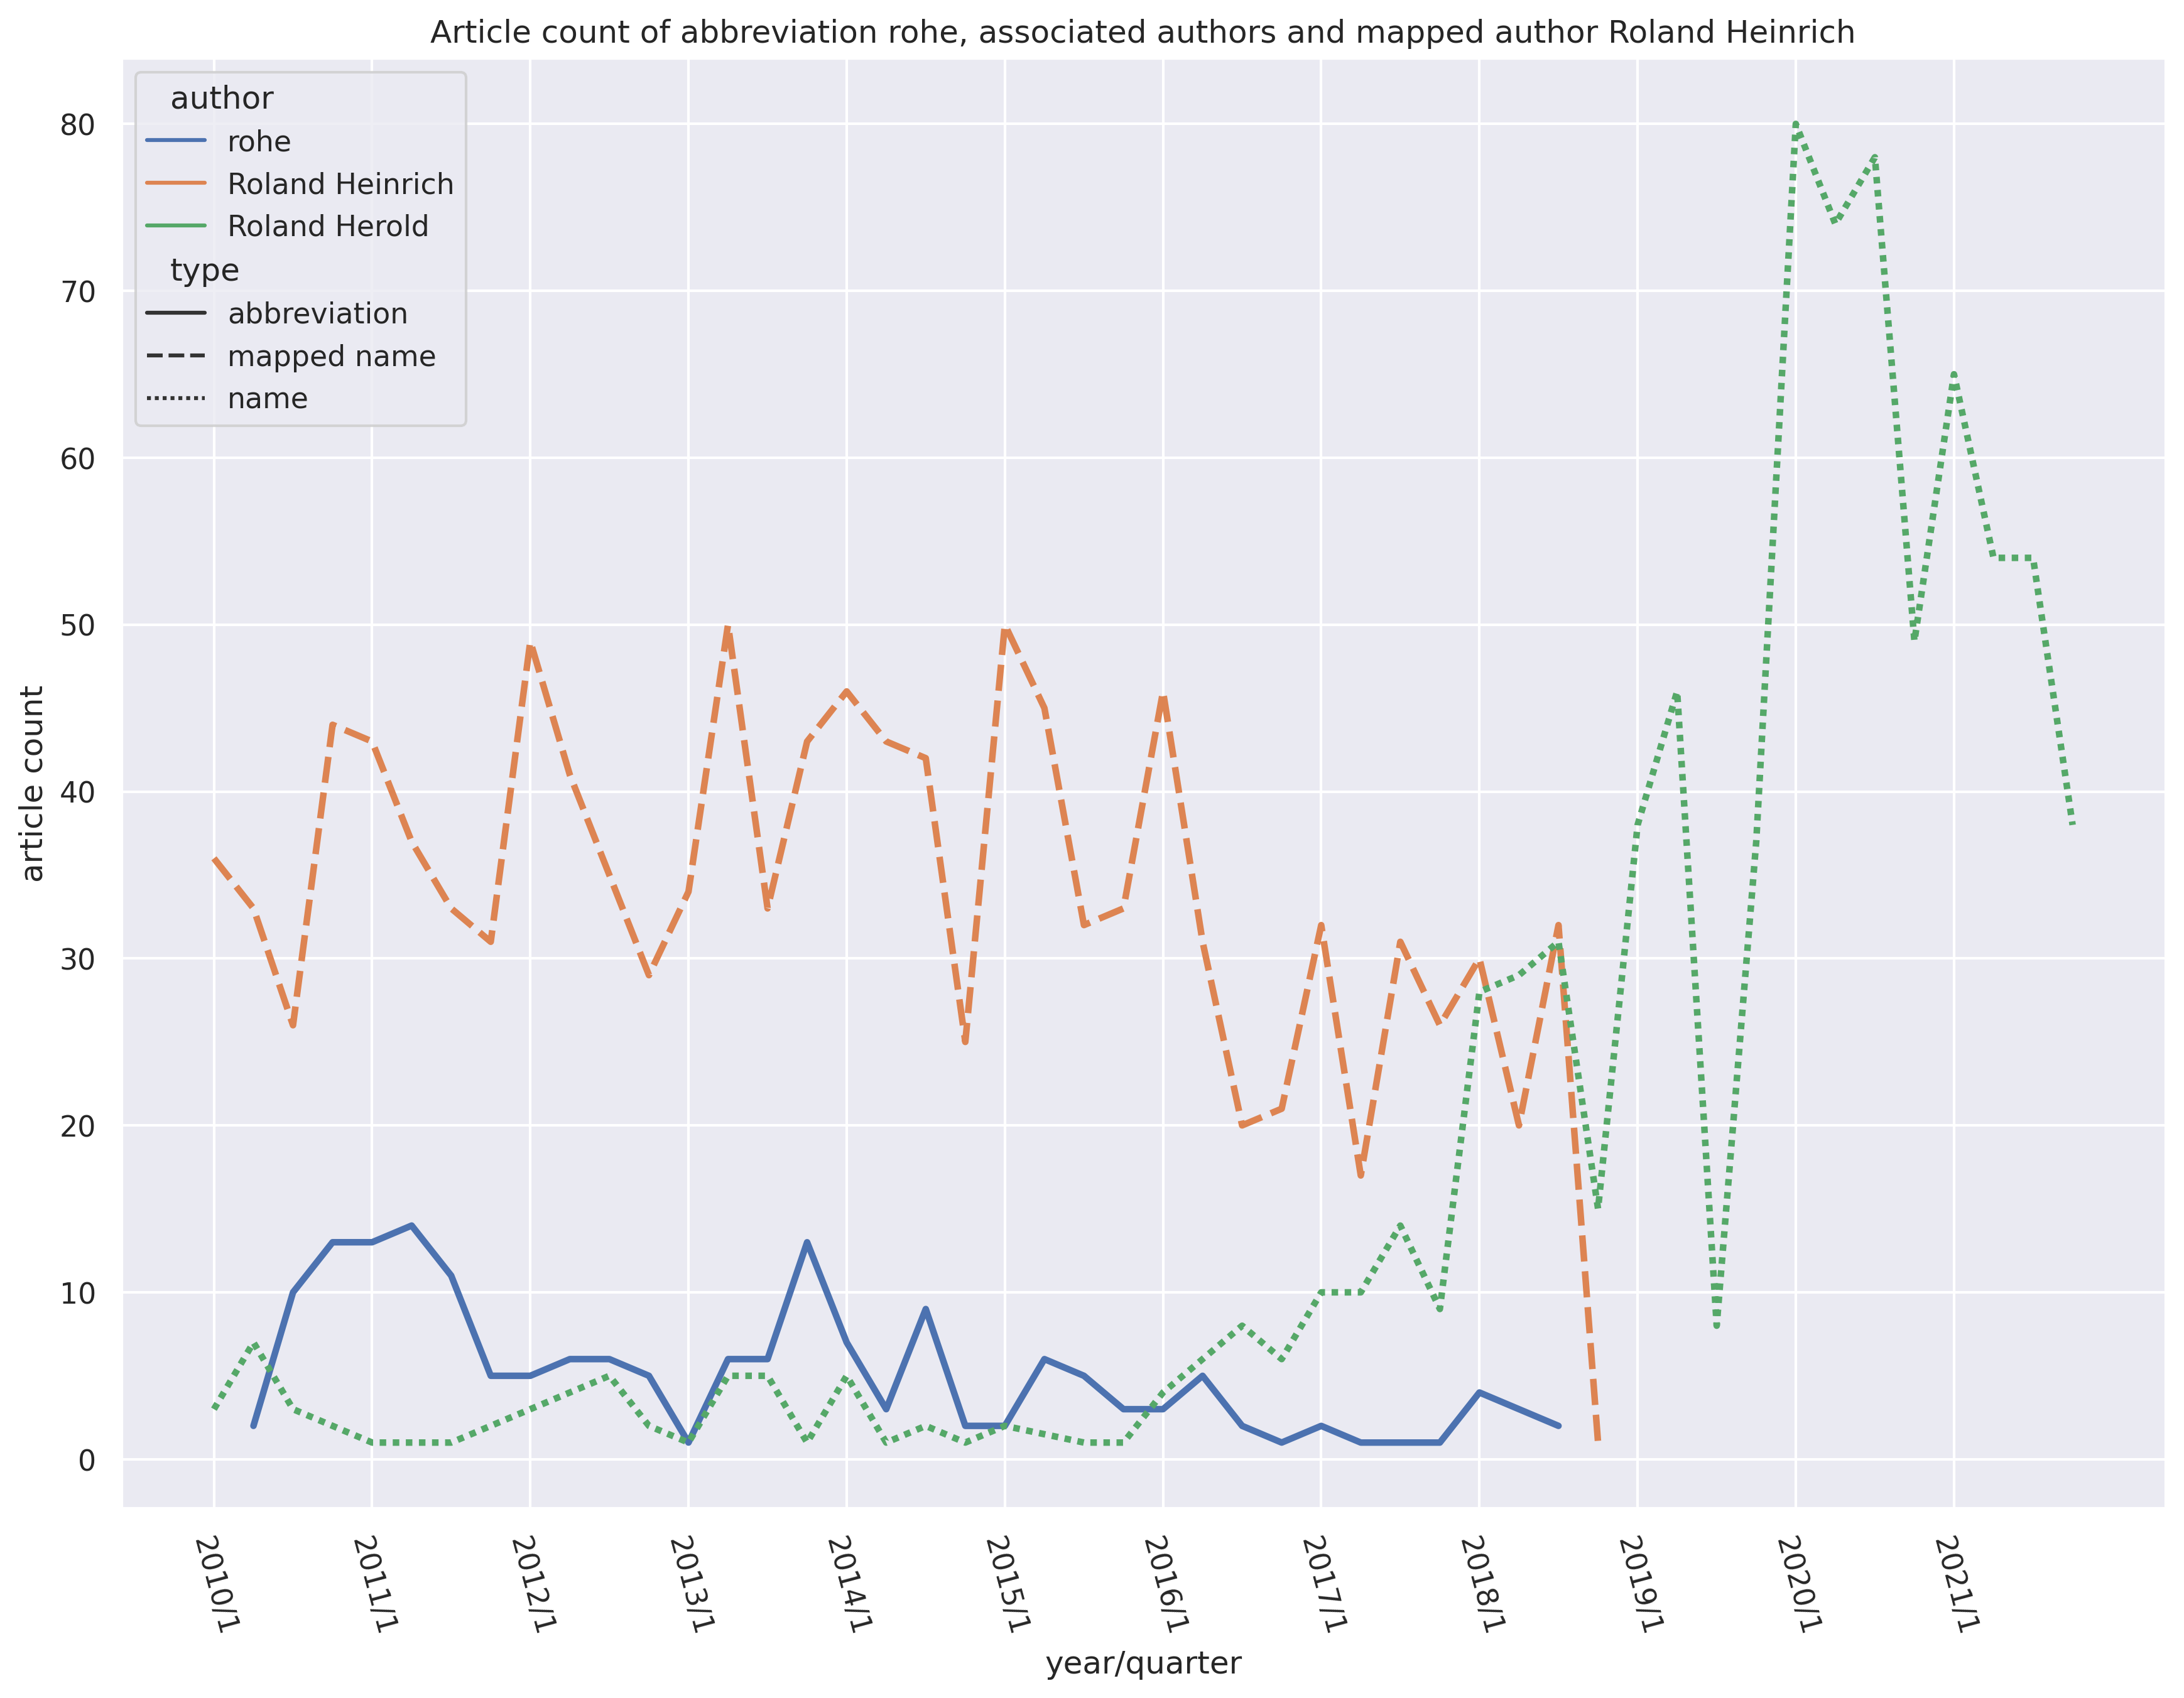 Article count of abbreviation rohe, associated authors and mapped author Roland Heinrich
author
rohe
Roland Heinrich
Roland Herold
type
abbreviation
mapped name
name
article count
80
70
60
50
40
30
20
10
0
2010/1
2011/1
2012/1
2013/1
2014/1
2015/1
2016/1
2017/1
2018/1
2019/1
2020/1
2021/1
year/quarter